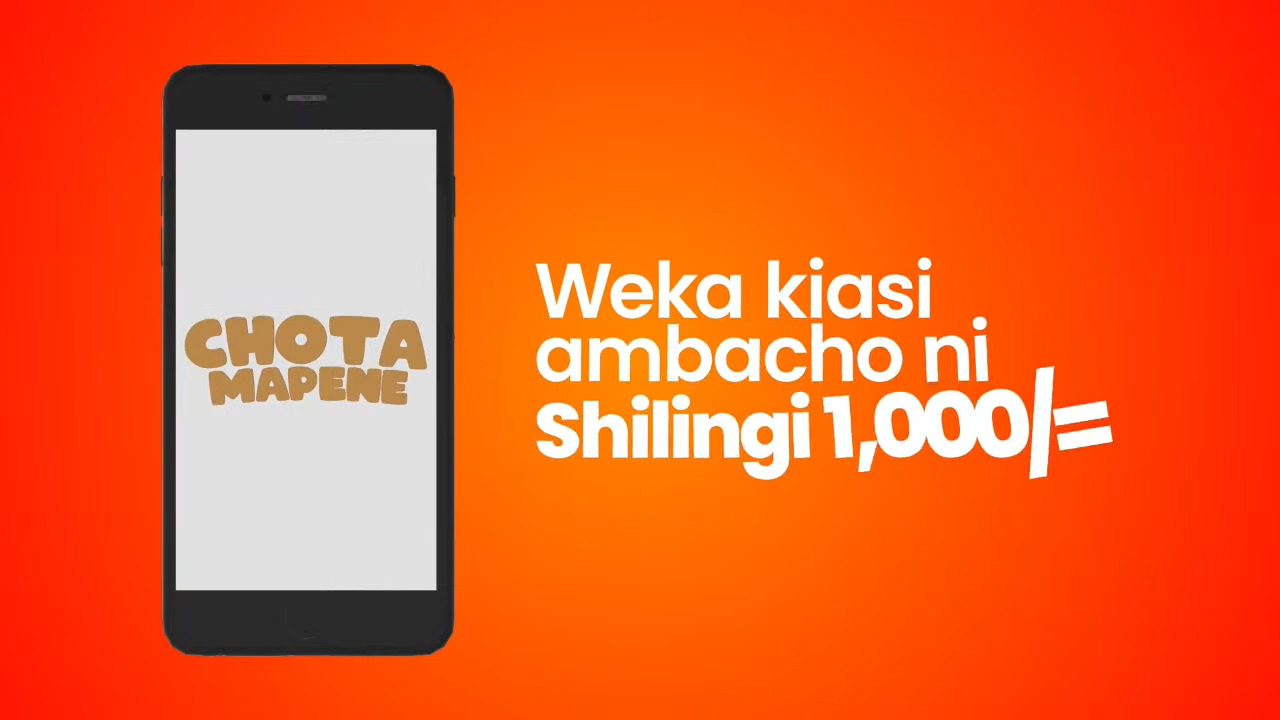 CHOTA
MAPENE
Weka kiasi
ambacho ni
Shilingi 1,000/=